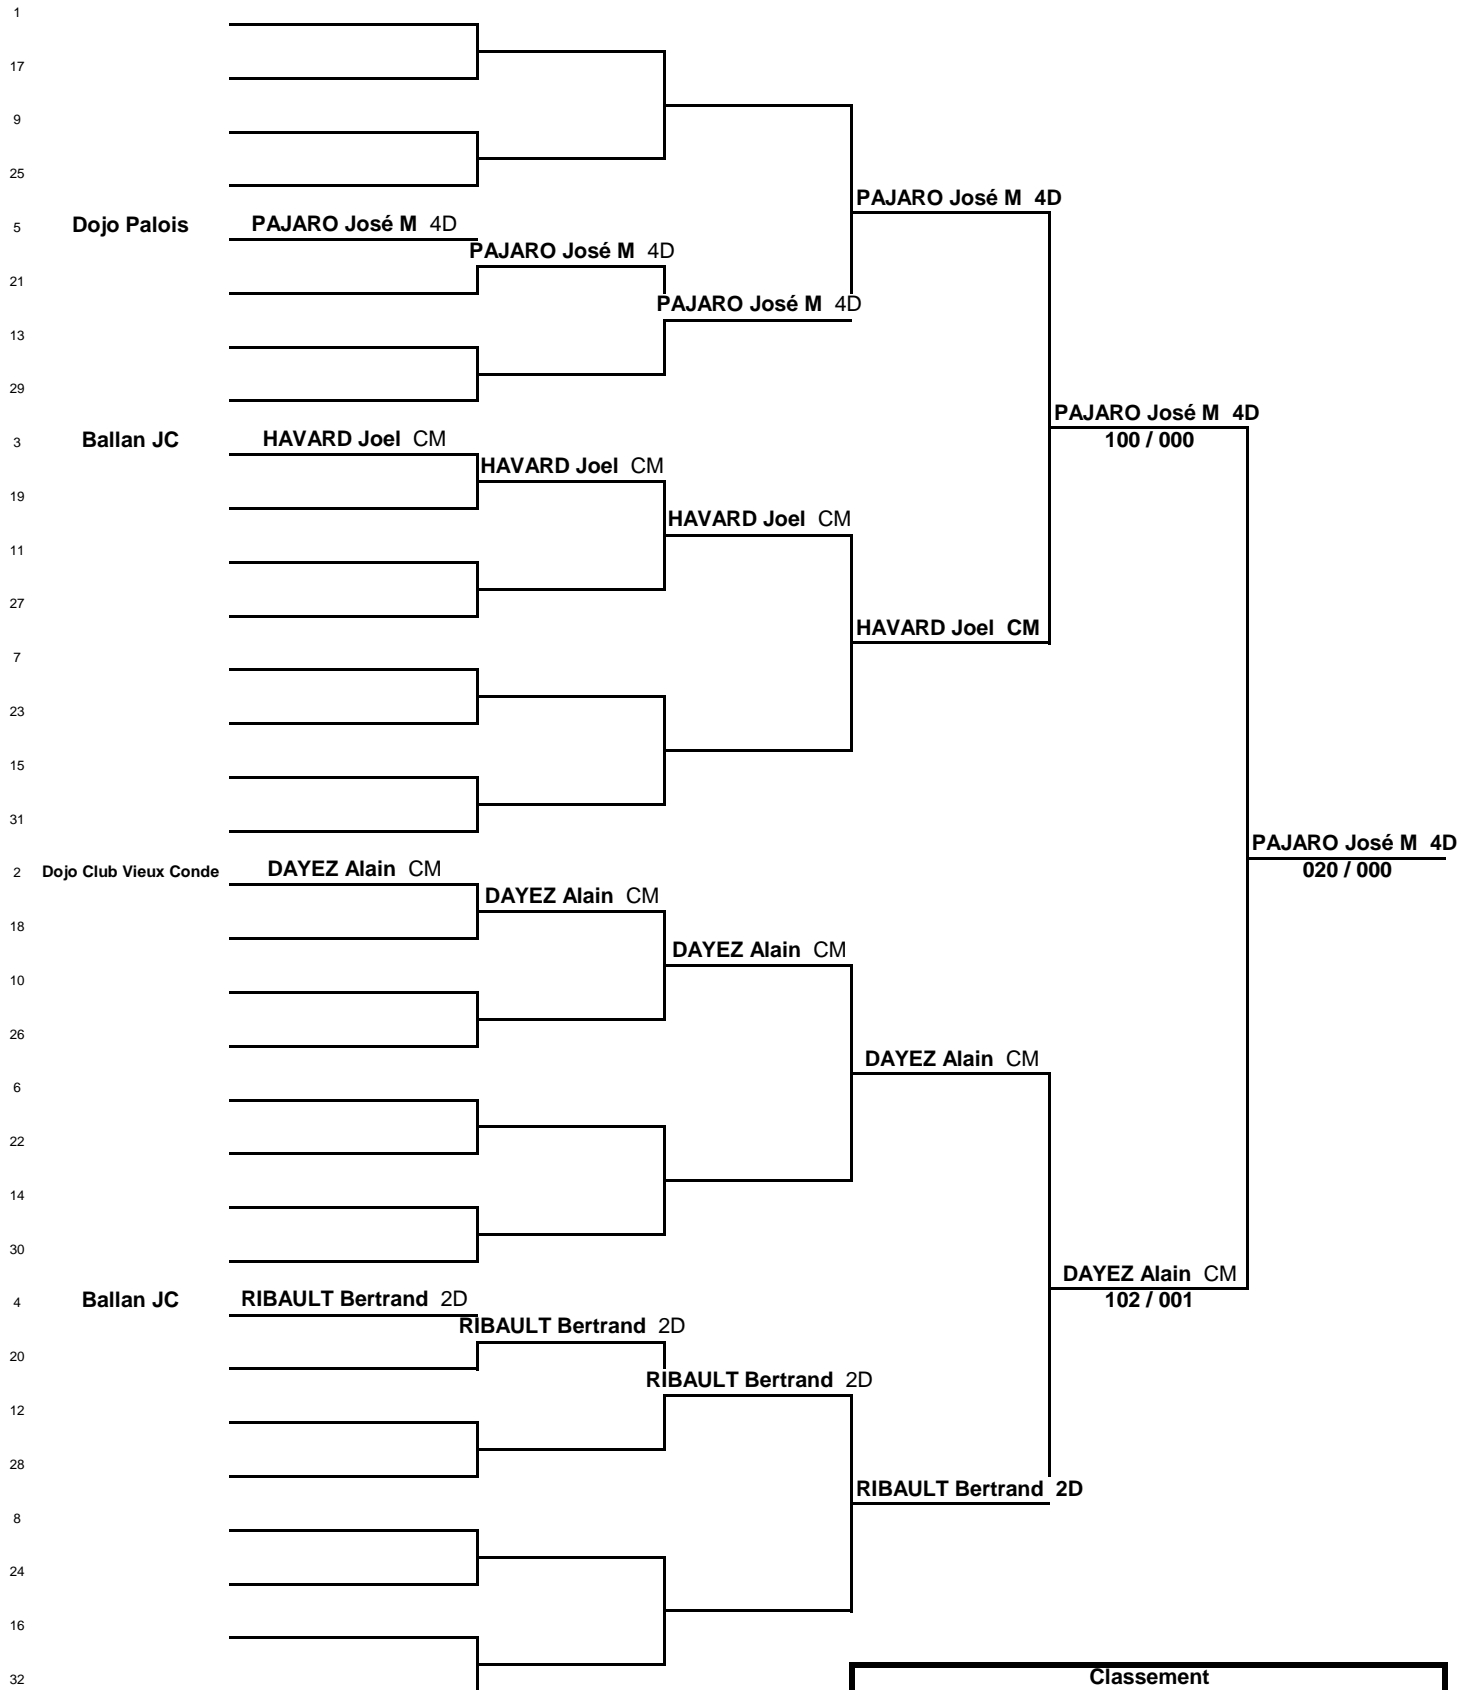 1
17
9
25
PAJARO José M 4D
5 Dojo Palois PAJARO José M 4D
PAJARO José M 4D
21
PAJARO José M 4D
13
29
PAJARO José M 4D
3 Ballan JC HAVARD Joel CM
100 / 000
HAVARD Joel CM
19
HAVARD Joel CM
11
27
HAVARD Joel CM
7
23
15
31
PAJARO José M 4D
2 Dojo Club Vieux Conde DAYEZ Alain CM
020 / 000
DAYEZ Alain CM
18
DAYEZ Alain CM
10
26
DAYEZ Alain CM
6
22
14
30
DAYEZ Alain CM
4 Ballan JC RIBAULT Bertrand 2D
102 / 001
RIBAULT Bertrand 2D
20
RIBAULT Bertrand 2D
12
28
RIBAULT Bertrand 2D
8
24
16
32
Classement